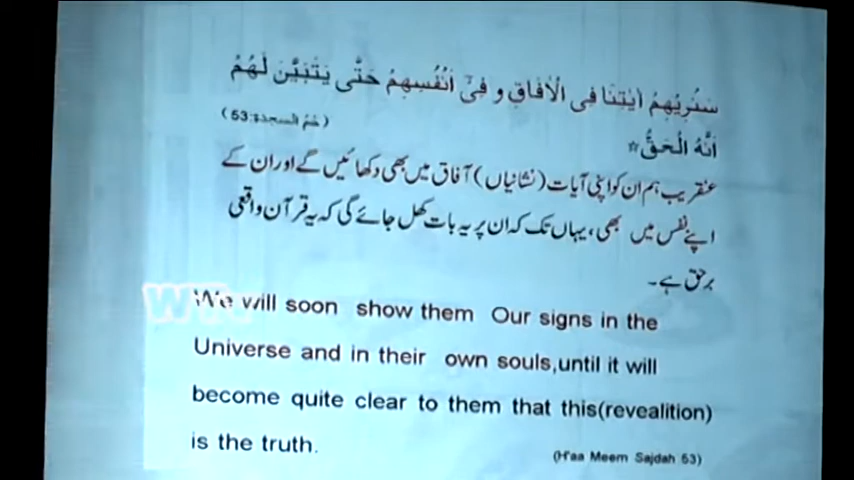 سَنُرِيْهِمْ اٰيٰتِنَا فِى الْاٰفَاقِ وَ فِىْٓ اَنْفُسِهِمْ حَتّٰى يَتَبَيَّنَ لَهُمْ
اَنَّهُ الْحَقُّ ☆ (حٰمٓ السجدة:53)
عنقریب ہم ان کو اپنی آیات (نشانیاں) آفاق میں بھی دکھائیں گے اور ان کے
اپنے نفس میں بھی، یہاں تک کہ ان پر یہ بات کھل جائے گی کہ یہ قرآن واقعی
برحق ہے۔
We will soon show them Our signs in the
Universe and in their own souls,until it will
become quite clear to them that this(revealition)
is the truth.
(H'aa Meem Sajdah 53)